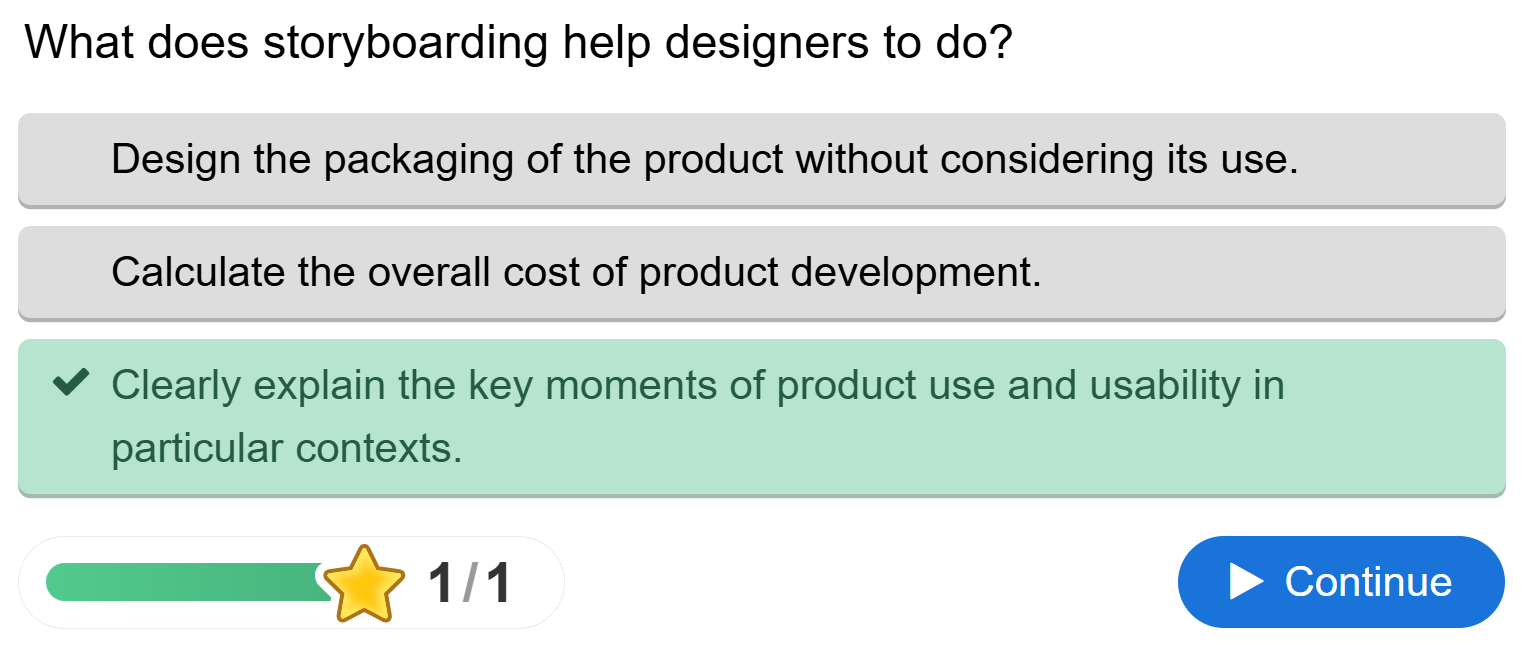 What does storyboarding help designers to do?
Design the packaging of the product without considering its use.
Calculate the overall cost of product development.
Clearly explain the key moments of product use and usability in
particular contexts.
1/1
Continue